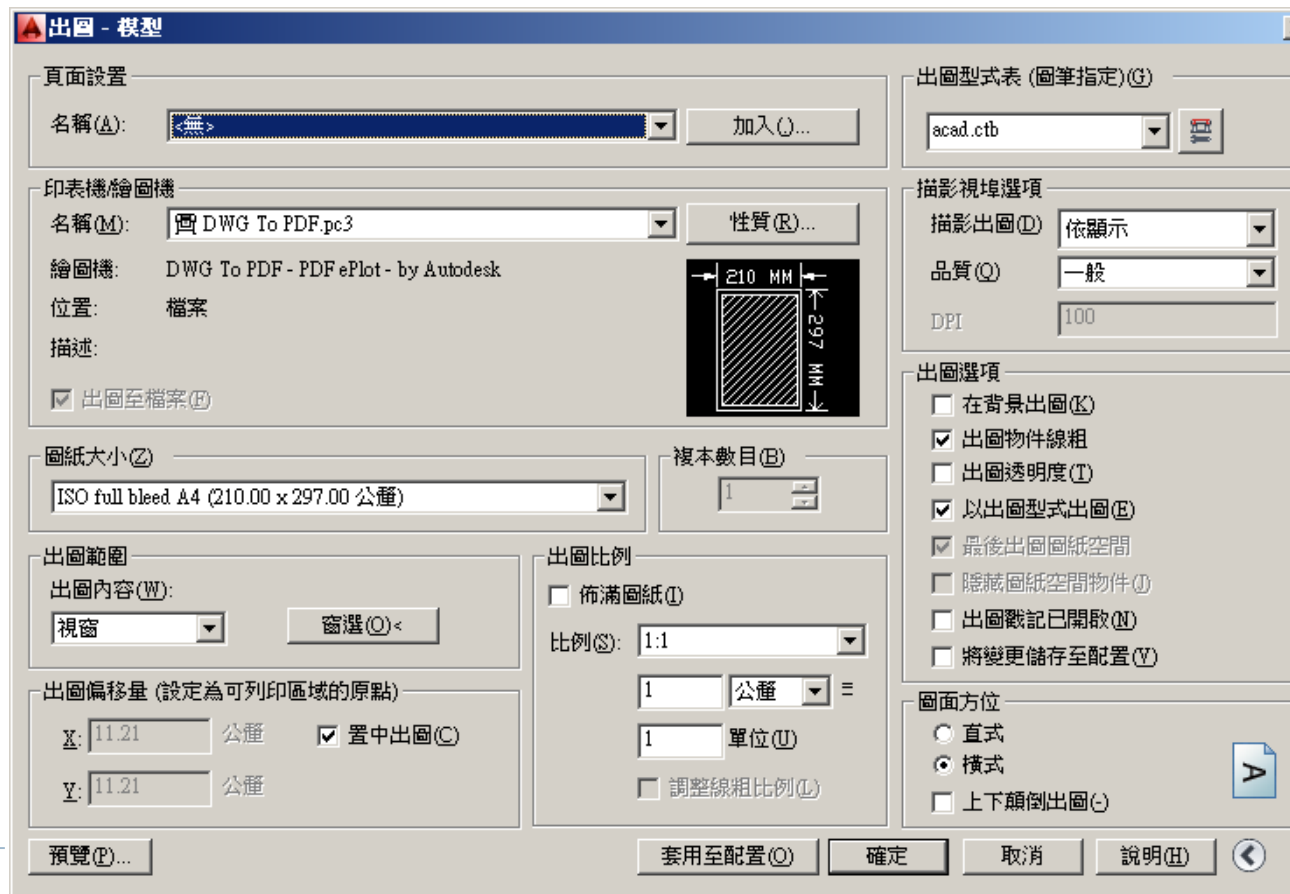 出圖 - 模型
頁面設置
名稱(A):
<無>
加入()...
出圖型式表 (圖筆指定)(G)
acad.ctb
印表機/繪圖機
名稱(M):
DWG To PDF.pc3
性質(R)...
繪圖機:
DWG To PDF - PDF ePlot - by Autodesk
位置:
檔案
描述:
出圖至檔案(F)
210 MM
297 MM
描影視埠選項
描影出圖(D)
依顯示
品質(Q)
一般
DPI
100
圖紙大小(Z)
ISO full bleed A4 (210.00 x 297.00 公釐)
複本數目(B)
1
出圖選項
在背景出圖(K)
出圖物件線粗
出圖透明度(T)
以出圖型式出圖(E)
最後出圖圖紙空間
隱藏圖紙空間物件(J)
出圖戳記已開啟(N)
將變更儲存至配置(V)
出圖範圍
出圖內容(W):
視窗
窗選(O)<
出圖比例
佈滿圖紙(I)
比例(S):
1:1
1
公釐
=
1
單位(U)
調整線粗比例(L)
出圖偏移量 (設定為可列印區域的原點)
X:
11.21
公釐
置中出圖(C)
Y:
11.21
公釐
圖面方位
直式
橫式
上下顛倒出圖(-)
A
預覽(P)...
套用至配置(O)
確定
取消
說明(H)